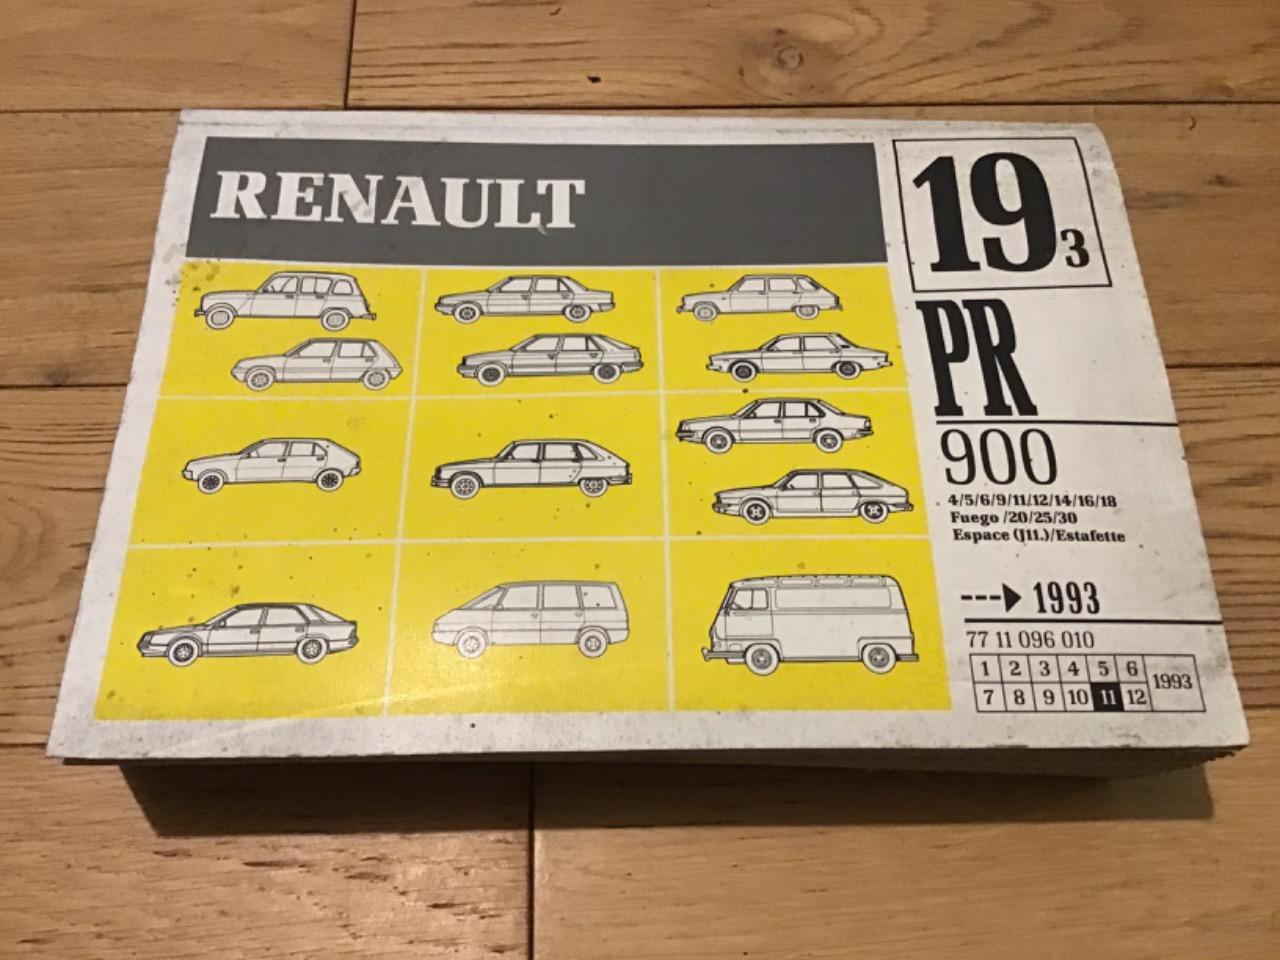 RENAULT
19 3
PR
900
4/5/6/9/11/12/14/16/18
Fuego /20/25/30
Espace (J11.)/Estafette
1993
77 11 096 010
1 2 3 4 5 6
7 8 9 10 11 12
1993